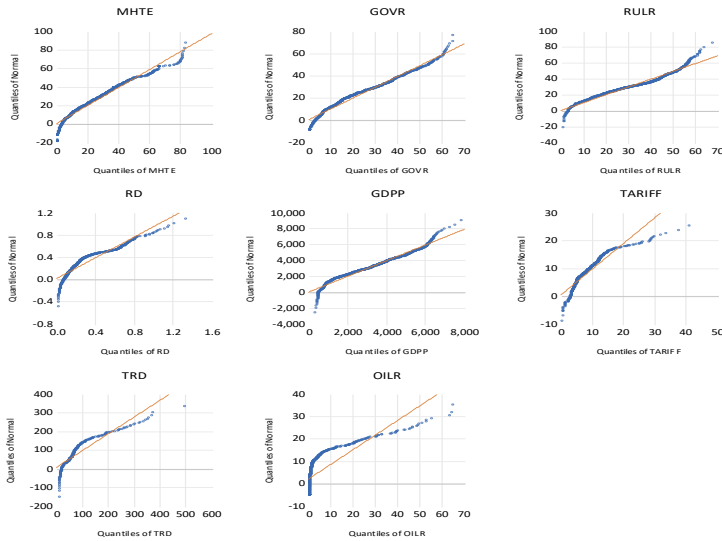 MHTE
GOVR
RULR
Quantiles of Normal
100
80
60
40
20
0
-20
0 20 40 60 80 100
Quantiles of MHTE
Quantiles of Normal
80
60
40
20
0
-20
0 10 20 30 40 50 60 70
Quantiles of GOVR
Quantiles of Normal
100
80
60
40
20
0
-20
-40
0 10 20 30 40 50 60 70
Quantiles of RULR
RD
GDPP
TARIFF
Quantiles of Normal
1.2
0.8
0.4
0.0
-0.4
-0.8
0.0 0.4 0.8 1.2 1.6
Quantiles of RD
Quantiles of Normal
10,000
8,000
6,000
4,000
2,000
0
-2,000
-4,000
0 2,000 4,000 6,000 8,000
Quantiles of GDPP
Quantiles of Normal
30
20
10
0
-10
0 10 20 30 40 50
Quantiles of TARIFF
TRD
OILR
Quantiles of Normal
400
300
200
100
0
-100
-200
0 100 200 300 400 500 600
Quantiles of TRD
Quantiles of Normal
40
30
20
10
0
-10
0 10 20 30 40 50 60 70
Quantiles of OILR